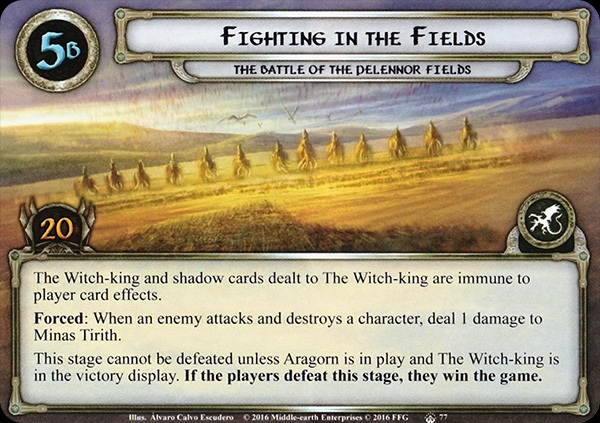 5B
FIGHTING IN THE FIELDS
THE BATTLE OF THE PELENNOR FIELDS
20
The Witch-king and shadow cards dealt to The Witch-king are immune to
player card effects.
Forced: When an enemy attacks and destroys a character, deal 1 damage to
Minas Tirith.
This stage cannot be defeated unless Aragorn is in play and The Witch-king is
in the victory display. If the players defeat this stage, they win the game.
Illus. Álvaro Calvo Escudero © 2016 Middle-earth Enterprises © 2016 FFG 77